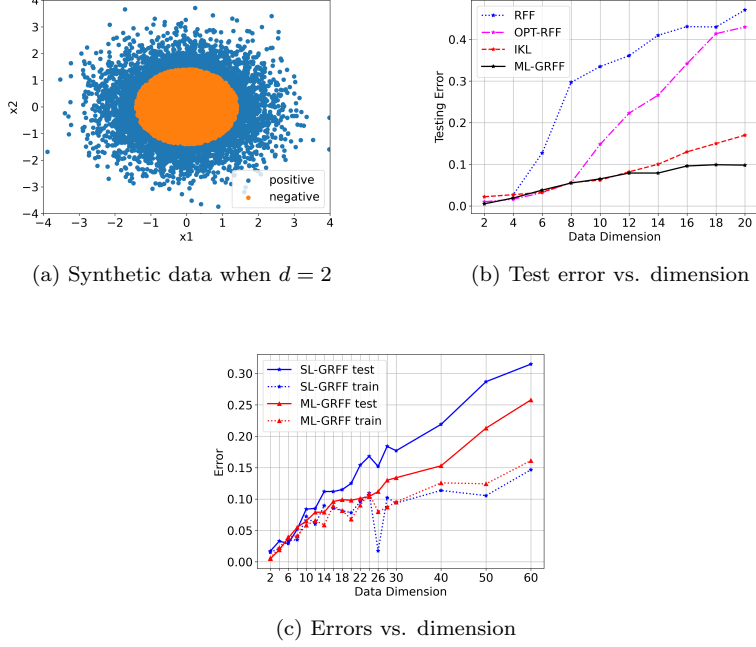 4
3
2
1
0
−1
−2
−3
−4
x2
−4 −3 −2 −1 0 1 2 3 4
x1
positive
negative
(a) Synthetic data when d = 2
RFF
OPT-RFF
IKL
ML-GRFF
0.4
0.3
0.2
0.1
0.0
Testing Error
2 4 6 8 10 12 14 16 18 20
Data Dimension
(b) Test error vs. dimension
SL-GRFF test
SL-GRFF train
ML-GRFF test
ML-GRFF train
0.30
0.25
0.20
0.15
0.10
0.05
0.00
Error
2 6 10 14 18 22 26 30 40 50 60
Data Dimension
(c) Errors vs. dimension